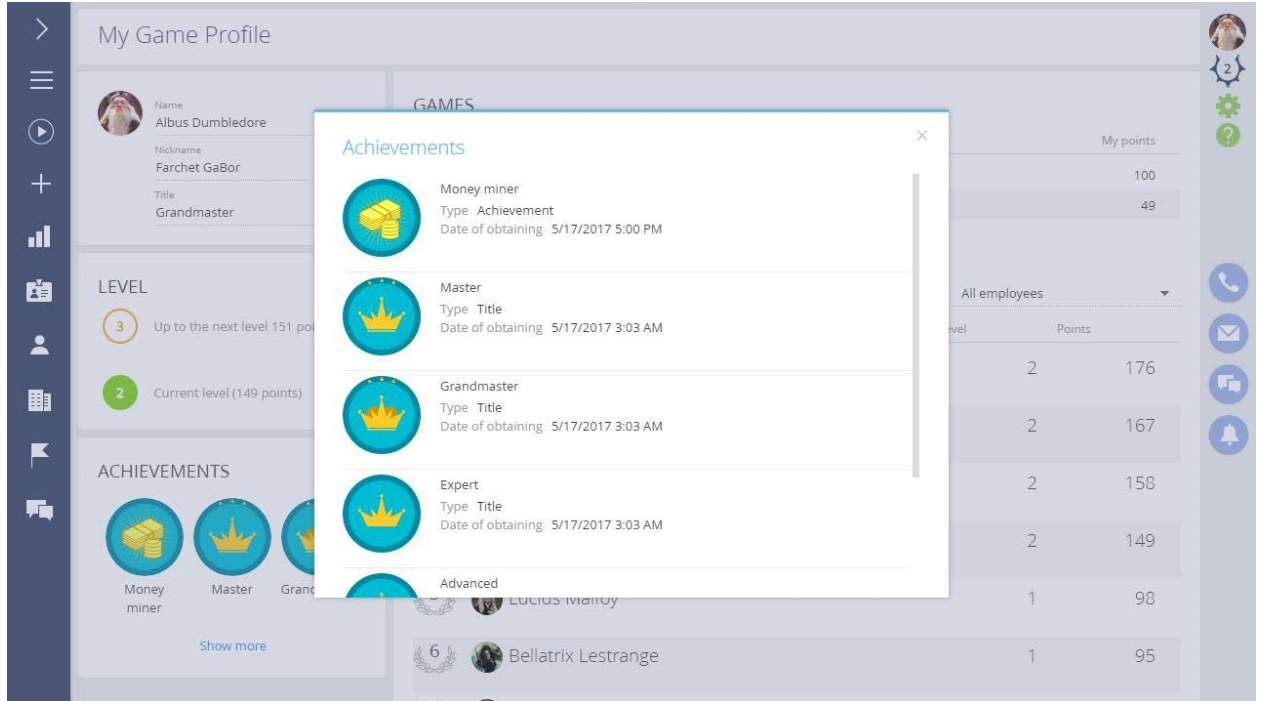 My Game Profile
2
Name
Albus Dumbledore
Nickname
Farchet GaBor
Title
Grandmaster
LEVEL
3 Up to the next level 151
2 Current level (149 points)
ACHIEVEMENTS
Money miner
Master
Show more
GAMES
My points
100
49
All employees
Points
2 176
2 167
2 158
2 149
Lucius Malfoy 1 98
6 Bellatrix Lestrange 1 95
Achievements
×
Money miner
Type Achievement
Date of obtaining 5/17/2017 5:00 PM
Master
Type Title
Date of obtaining 5/17/2017 3:03 AM
Grandmaster
Type Title
Date of obtaining 5/17/2017 3:03 AM
Expert
Type Title
Date of obtaining 5/17/2017 3:03 AM
Advanced